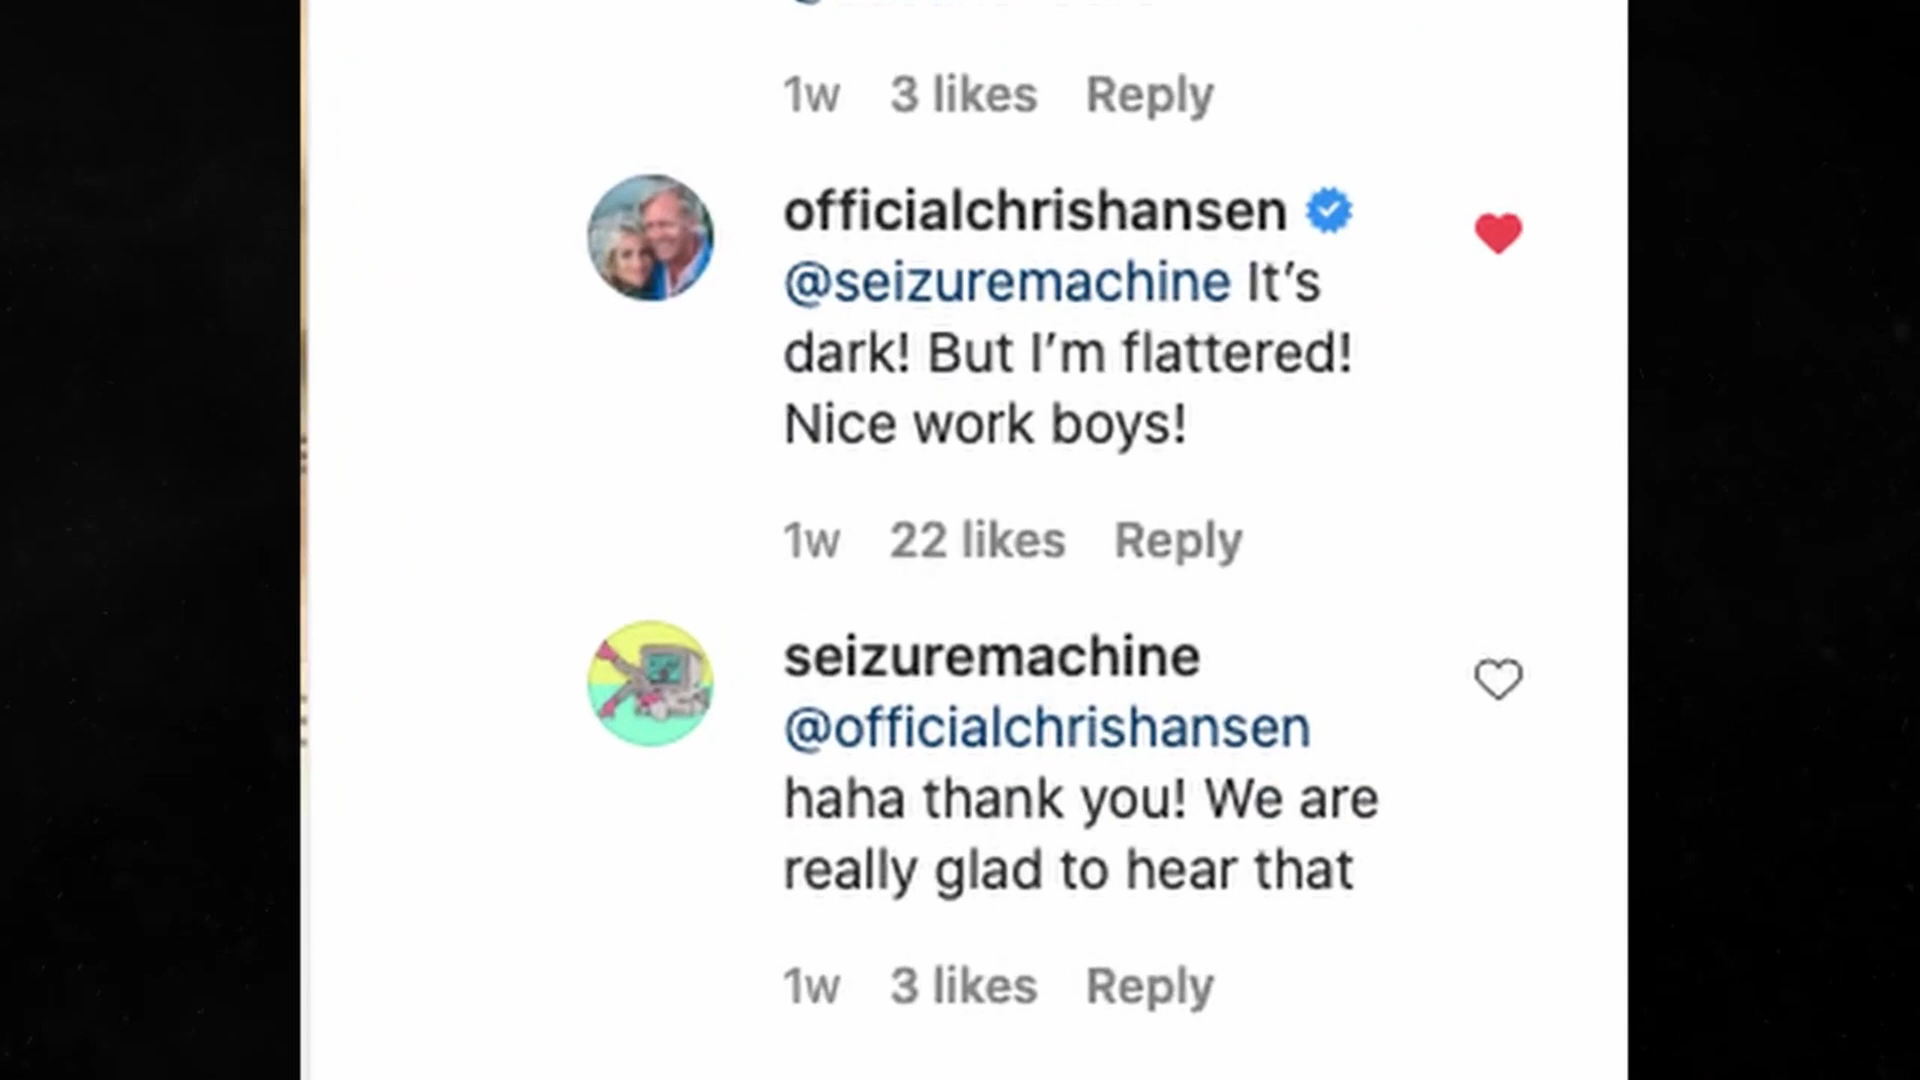 1w 3 likes Reply
officialchrishansen
@seizuremachine It’s
dark! But I’m flattered!
Nice work boys!
1w 22 likes Reply
seizuremachine
@officialchrishansen
haha thank you! We are
really glad to hear that
1w 3 likes Reply